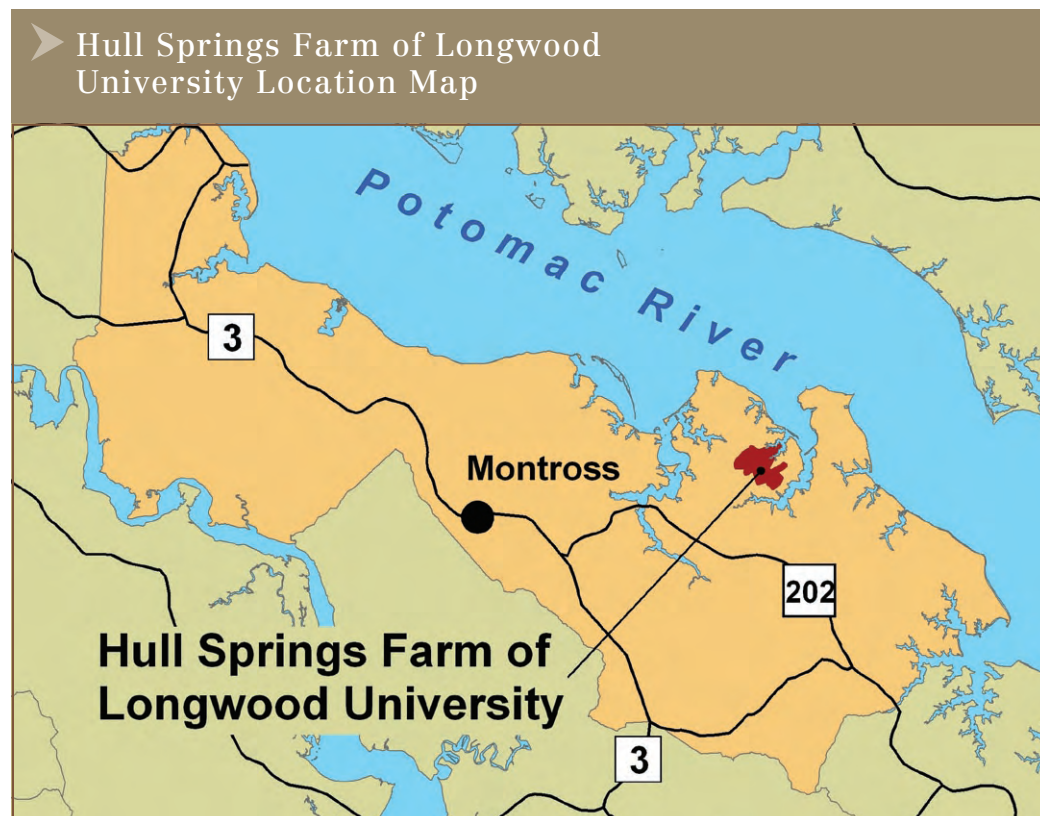 Hull Springs Farm of Longwood
University Location Map
Potomac River
3
Montross
202
Hull Springs Farm of
Longwood University
3